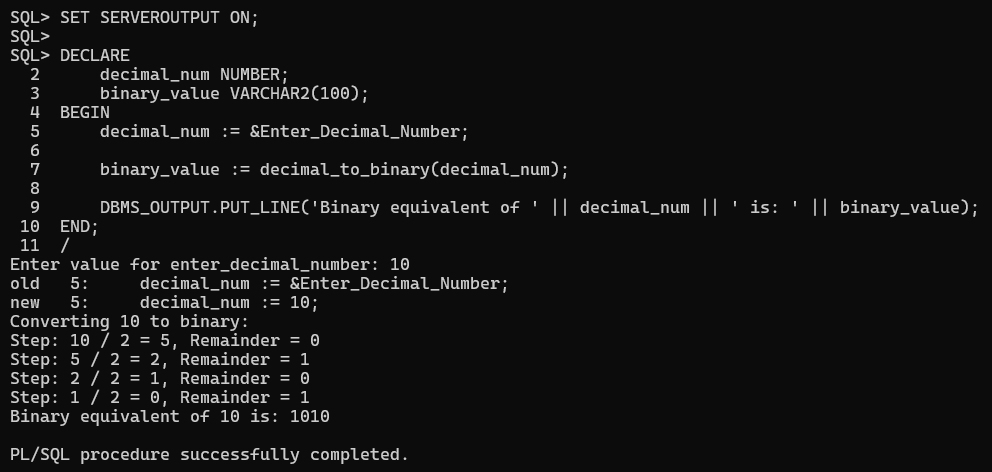 SQL> SET SERVEROUTPUT ON;
SQL>
SQL> DECLARE
  2      decimal_num NUMBER;
  3      binary_value VARCHAR2(100);
  4  BEGIN
  5      decimal_num := &Enter_Decimal_Number;
  6
  7      binary_value := decimal_to_binary(decimal_num);
  8
  9      DBMS_OUTPUT.PUT_LINE('Binary equivalent of ' || decimal_num || ' is: ' || binary_value);
 10  END;
 11  /
Enter value for enter_decimal_number: 10
old   5:     decimal_num := &Enter_Decimal_Number;
new   5:     decimal_num := 10;
Converting 10 to binary:
Step: 10 / 2 = 5, Remainder = 0
Step: 5 / 2 = 2, Remainder = 1
Step: 2 / 2 = 1, Remainder = 0
Step: 1 / 2 = 0, Remainder = 1
Binary equivalent of 10 is: 1010

PL/SQL procedure successfully completed.